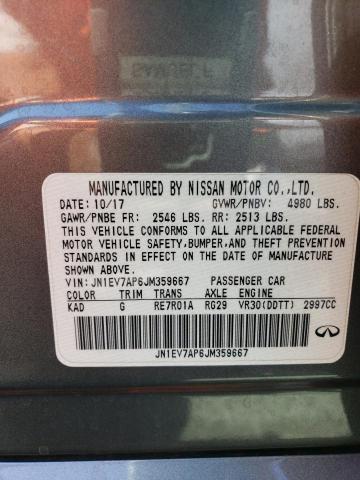 MANUFACTURED BY NISSAN MOTOR CO.,LTD.
DATE: 10/17 GVWR/PNBV: 4980 LBS.
GAWR/PNBE FR: 2546 LBS. RR: 2513 LBS.
THIS VEHICLE CONFORMS TO ALL APPLICABLE FEDERAL
MOTOR VEHICLE SAFETY,BUMPER,AND THEFT PREVENTION
STANDARDS IN EFFECT ON THE DATE OF MANUFACTURE
SHOWN ABOVE.
VIN: JN1EV7AP6JM359667 PASSENGER CAR
COLOR TRIM TRANS AXLE ENGINE
KAD G RE7R01A RG29 VR30(DDTT) 2997CC
JN1EV7AP6JM359667